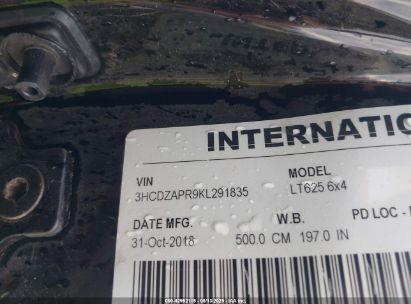 INTERNATIO
VIN MODEL
3HCDZAPR9KL291835 LT625 6x4
DATE MFG. W.B. PD LOC -
31-Oct-2018 500.0 CM 197.0 IN